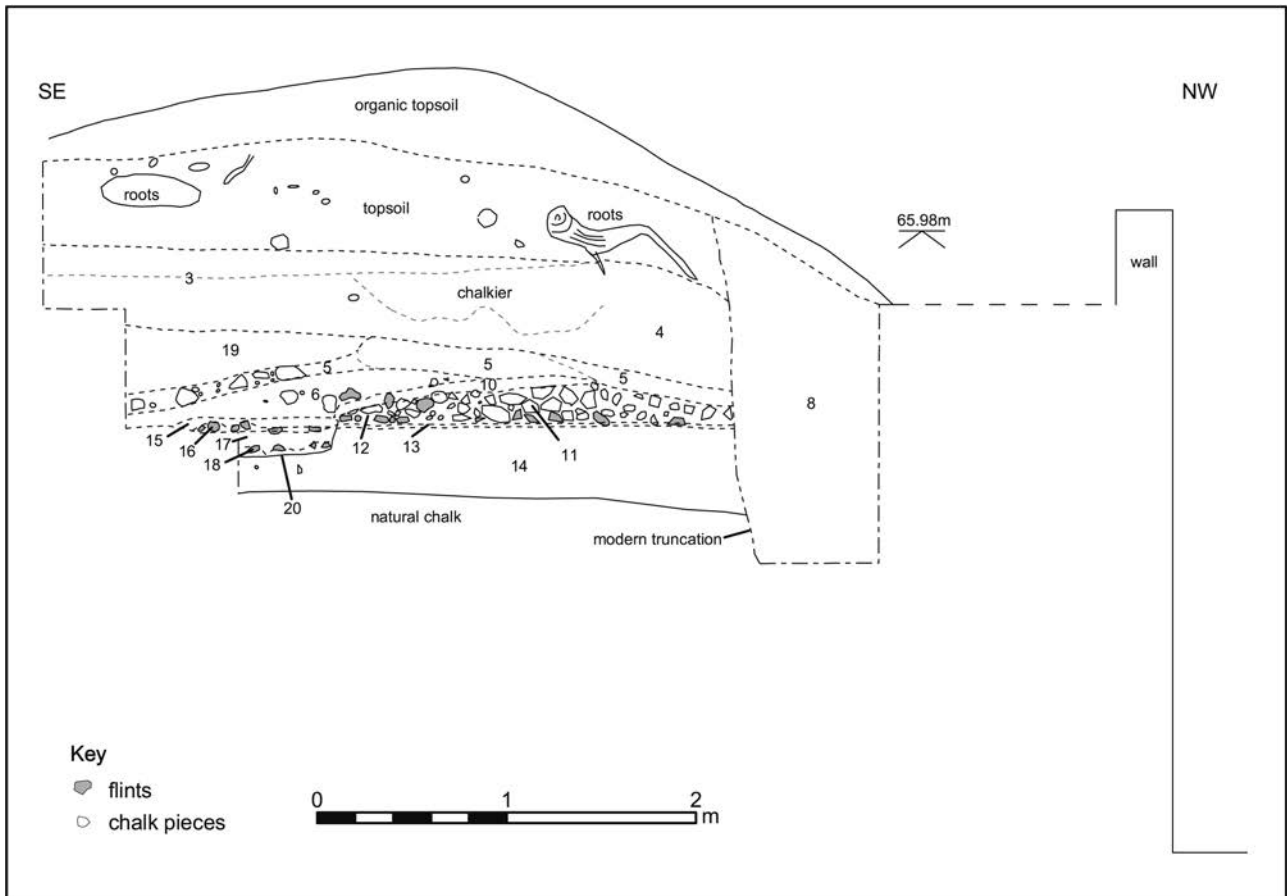 SE
NW
organic topsoil
roots
topsoil
roots
65.98m
wall
3
chalkier
4
19
5
5
5
10
6
8
15
16
17
18
12
13
11
14
20
natural chalk
modern truncation
Key
flints
chalk pieces
0 1 2
m